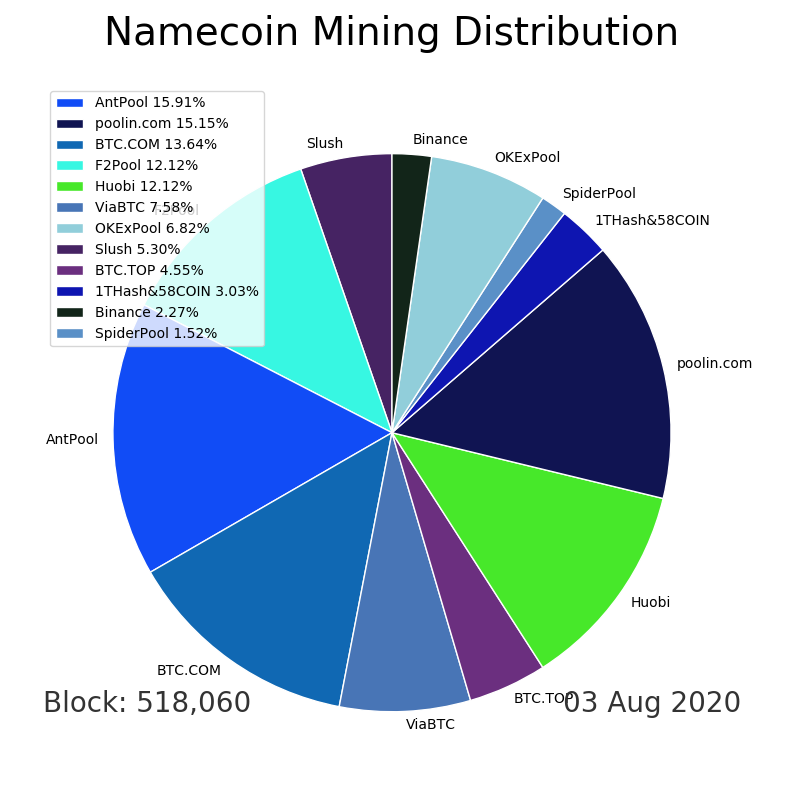 Namecoin Mining Distribution
AntPool 15.91%
poolin.com 15.15%
BTC.COM 13.64%
F2Pool 12.12%
Huobi 12.12%
ViaBTC 7.58%
OKExPool 6.82%
Slush 5.30%
BTC.TOP 4.55%
1THash&58COIN 3.03%
Binance 2.27%
SpiderPool 1.52%
Slush
Binance
OKExPool
SpiderPool
1THash&58COIN
F2Pool
poolin.com
AntPool
Huobi
BTC.COM
BTC.TOP
ViaBTC
Block: 518,060
03 Aug 2020